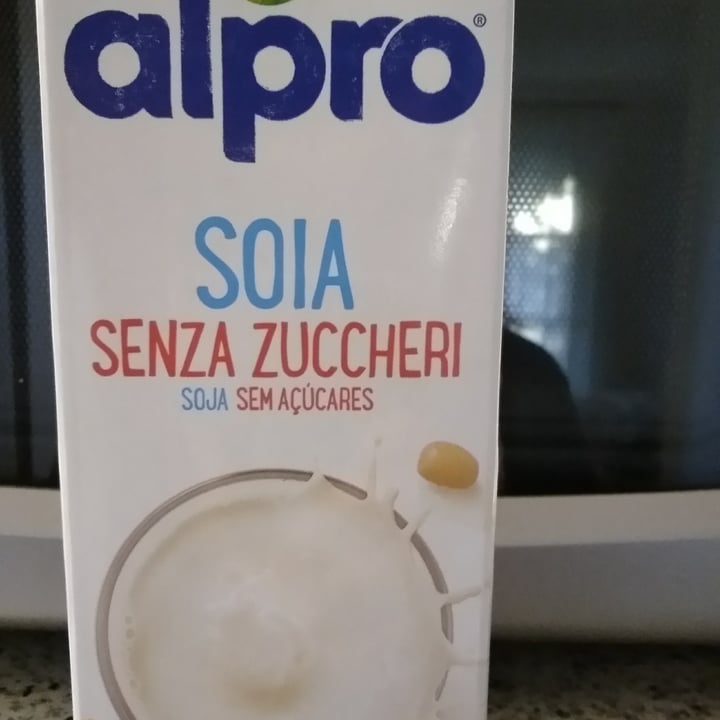 alpro®
SOIA
SENZA ZUCCHERI
SOJA SEM AÇÚCARES